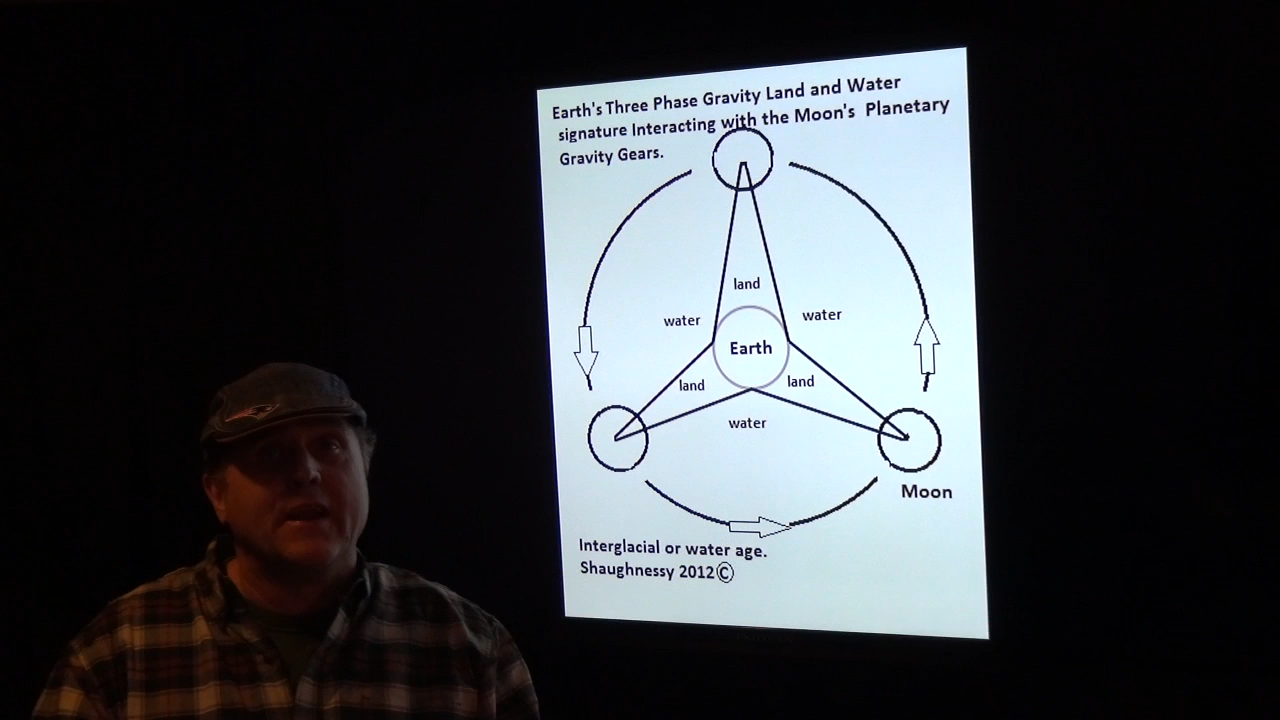 Earth's Three Phase Gravity Land and Water
signature Interacting with the Moon's Planetary
Gravity Gears.
land
water
water
Earth
land
land
water
Moon
Interglacial or water age.
Shaughnessy 2012©